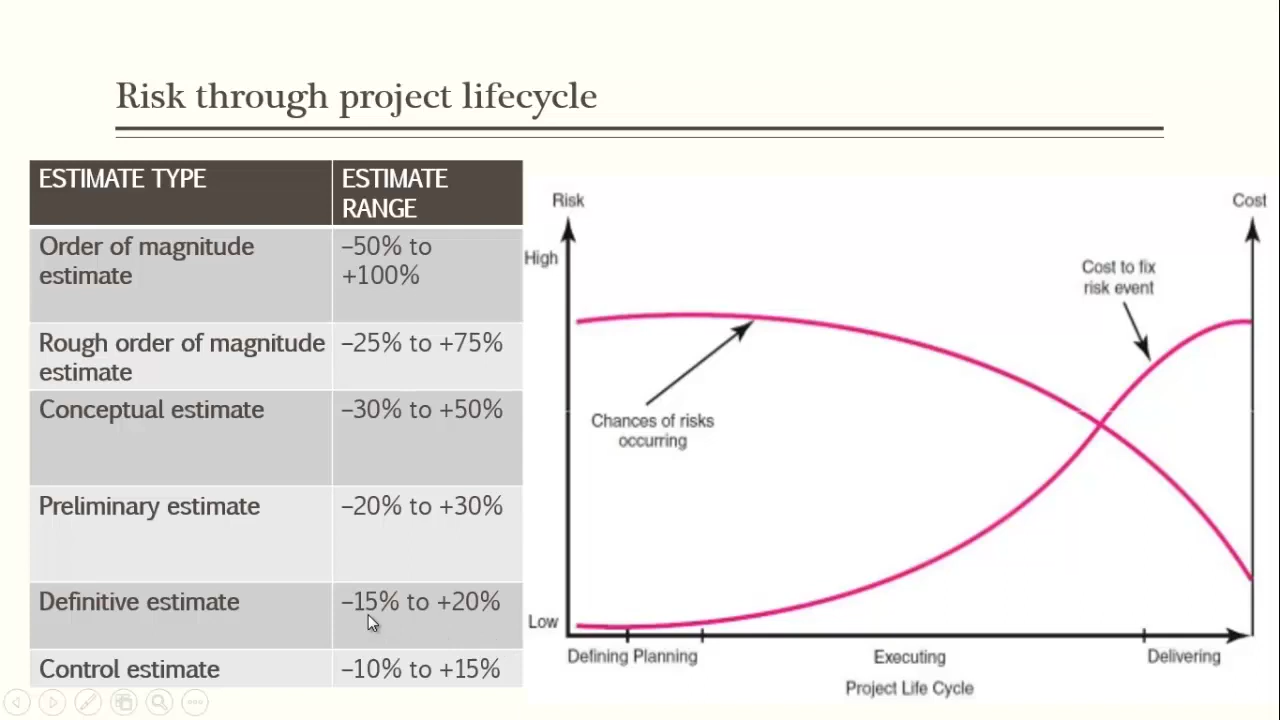 Risk through project lifecycle
ESTIMATE TYPE
ESTIMATE
RANGE
Order of magnitude
estimate
–50% to
+100%
Rough order of magnitude
estimate
–25% to +75%
Conceptual estimate
–30% to +50%
Preliminary estimate
–20% to +30%
Definitive estimate
–15% to +20%
Control estimate
–10% to +15%
Risk
Cost
High
Cost to fix
risk event
Chances of risks
occurring
Low
Defining Planning
Executing
Delivering
Project Life Cycle